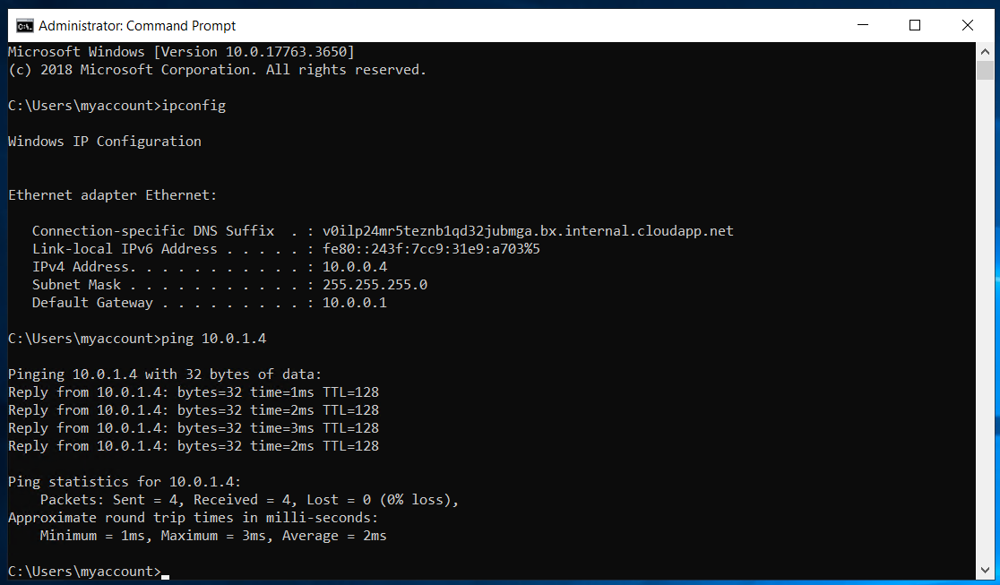 Administrator: Command Prompt
Microsoft Windows [Version 10.0.17763.3650]
(c) 2018 Microsoft Corporation. All rights reserved.
C:\Users\myaccount>ipconfig
Windows IP Configuration
Ethernet adapter Ethernet:
   Connection-specific DNS Suffix  . : v0ilp24mr5teznb1qd32jubmga.bx.internal.cloudapp.net
   Link-local IPv6 Address . . . . . : fe80::243f:7cc9:31e9:a703%5
   IPv4 Address. . . . . . . . . . . : 10.0.0.4
   Subnet Mask . . . . . . . . . . . : 255.255.255.0
   Default Gateway . . . . . . . . . : 10.0.0.1
C:\Users\myaccount>ping 10.0.1.4
Pinging 10.0.1.4 with 32 bytes of data:
Reply from 10.0.1.4: bytes=32 time=1ms TTL=128
Reply from 10.0.1.4: bytes=32 time=2ms TTL=128
Reply from 10.0.1.4: bytes=32 time=3ms TTL=128
Reply from 10.0.1.4: bytes=32 time=2ms TTL=128
Ping statistics for 10.0.1.4:
    Packets: Sent = 4, Received = 4, Lost = 0 (0% loss),
Approximate round trip times in milli-seconds:
    Minimum = 1ms, Maximum = 3ms, Average = 2ms
C:\Users\myaccount>